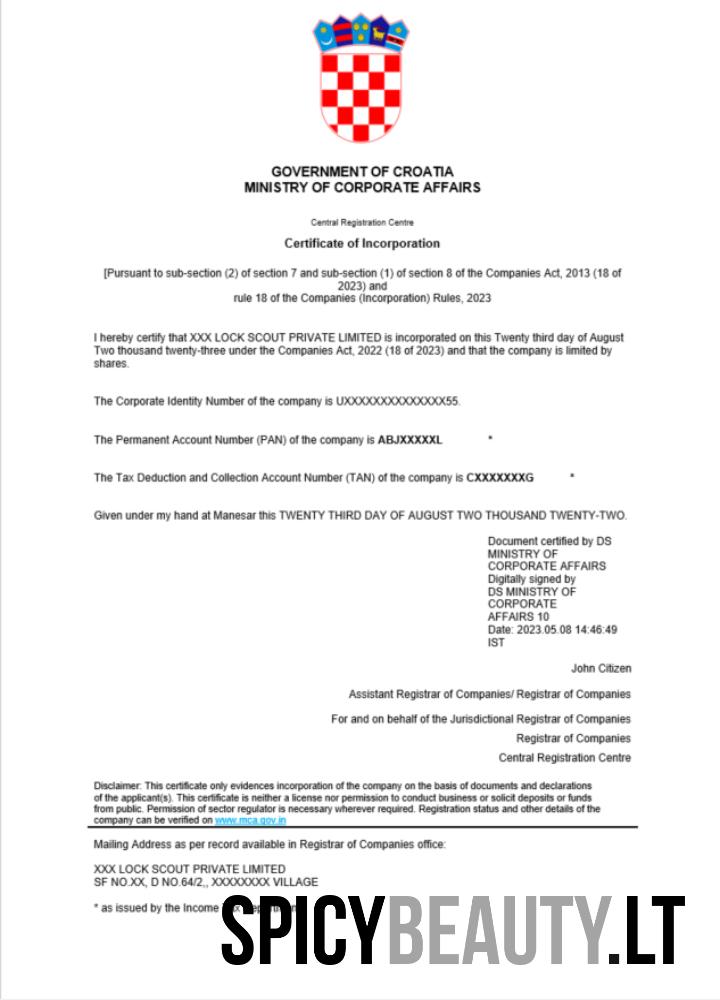 GOVERNMENT OF CROATIA
MINISTRY OF CORPORATE AFFAIRS
Central Registration Centre
Certificate of Incorporation
[Pursuant to sub-section (2) of section 7 and sub-section (1) of section 8 of the Companies Act, 2013 (18 of
2023) and
rule 18 of the Companies (Incorporation) Rules, 2023
I hereby certify that XXX LOCK SCOUT PRIVATE LIMITED is incorporated on this Twenty third day of August
Two thousand twenty-three under the Companies Act, 2022 (18 of 2023) and that the company is limited by
shares.
The Corporate Identity Number of the company is UXXXXXXXXXXXXXX55.
The Permanent Account Number (PAN) of the company is ABJXXXXXL *
The Tax Deduction and Collection Account Number (TAN) of the company is CXXXXXXXG *
Given under my hand at Manesar this TWENTY THIRD DAY OF AUGUST TWO THOUSAND TWENTY-TWO.
Document certified by DS
MINISTRY OF
CORPORATE AFFAIRS
Digitally signed by
DS MINISTRY OF
CORPORATE
AFFAIRS 10
Date: 2023.05.08 14:46:49
IST
John Citizen
Assistant Registrar of Companies/ Registrar of Companies
For and on behalf of the Jurisdictional Registrar of Companies
Registrar of Companies
Central Registration Centre
Disclaimer: This certificate only evidences incorporation of the company on the basis of documents and declarations
of the applicant(s). This certificate is neither a license nor permission to conduct business or solicit deposits or funds
from public. Permission of sector regulator is necessary wherever required. Registration status and other details of the
company can be verified on www.mca.gov.in
Mailing Address as per record available in Registrar of Companies office:
XXX LOCK SCOUT PRIVATE LIMITED
SF NO.XX, D NO.64/2,, XXXXXXXX VILLAGE
* as issued by the Income
SPICYBEAUTY.LT